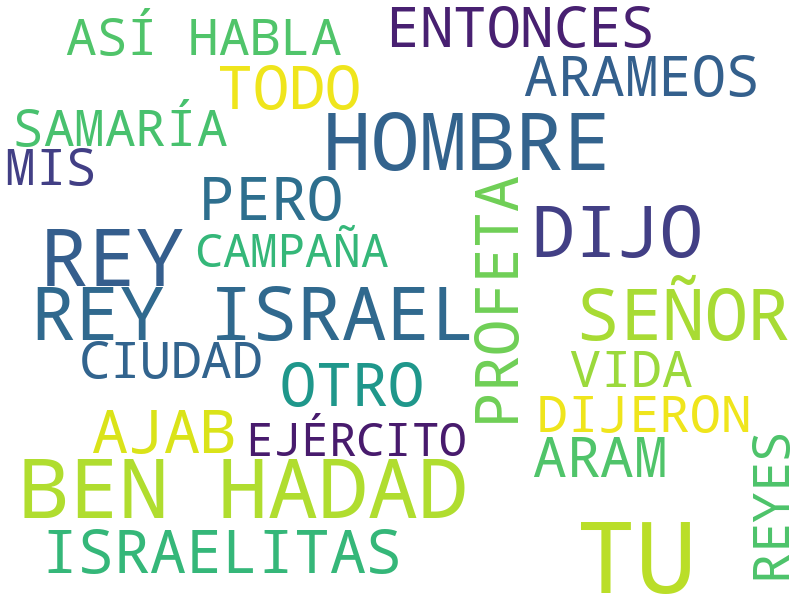 ASÍ HABLA
ENTONCES
TODO
ARAMEOS
SAMARÍA
HOMBRE
MIS
PERO
PROFETA
DIJO
REY
CAMPAÑA
REY ISRAEL
SEÑOR
CIUDAD
OTRO
VIDA
AJAB
EJÉRCITO
DIJERON
ARAM
REYES
BEN HADAD
ISRAELITAS
TU